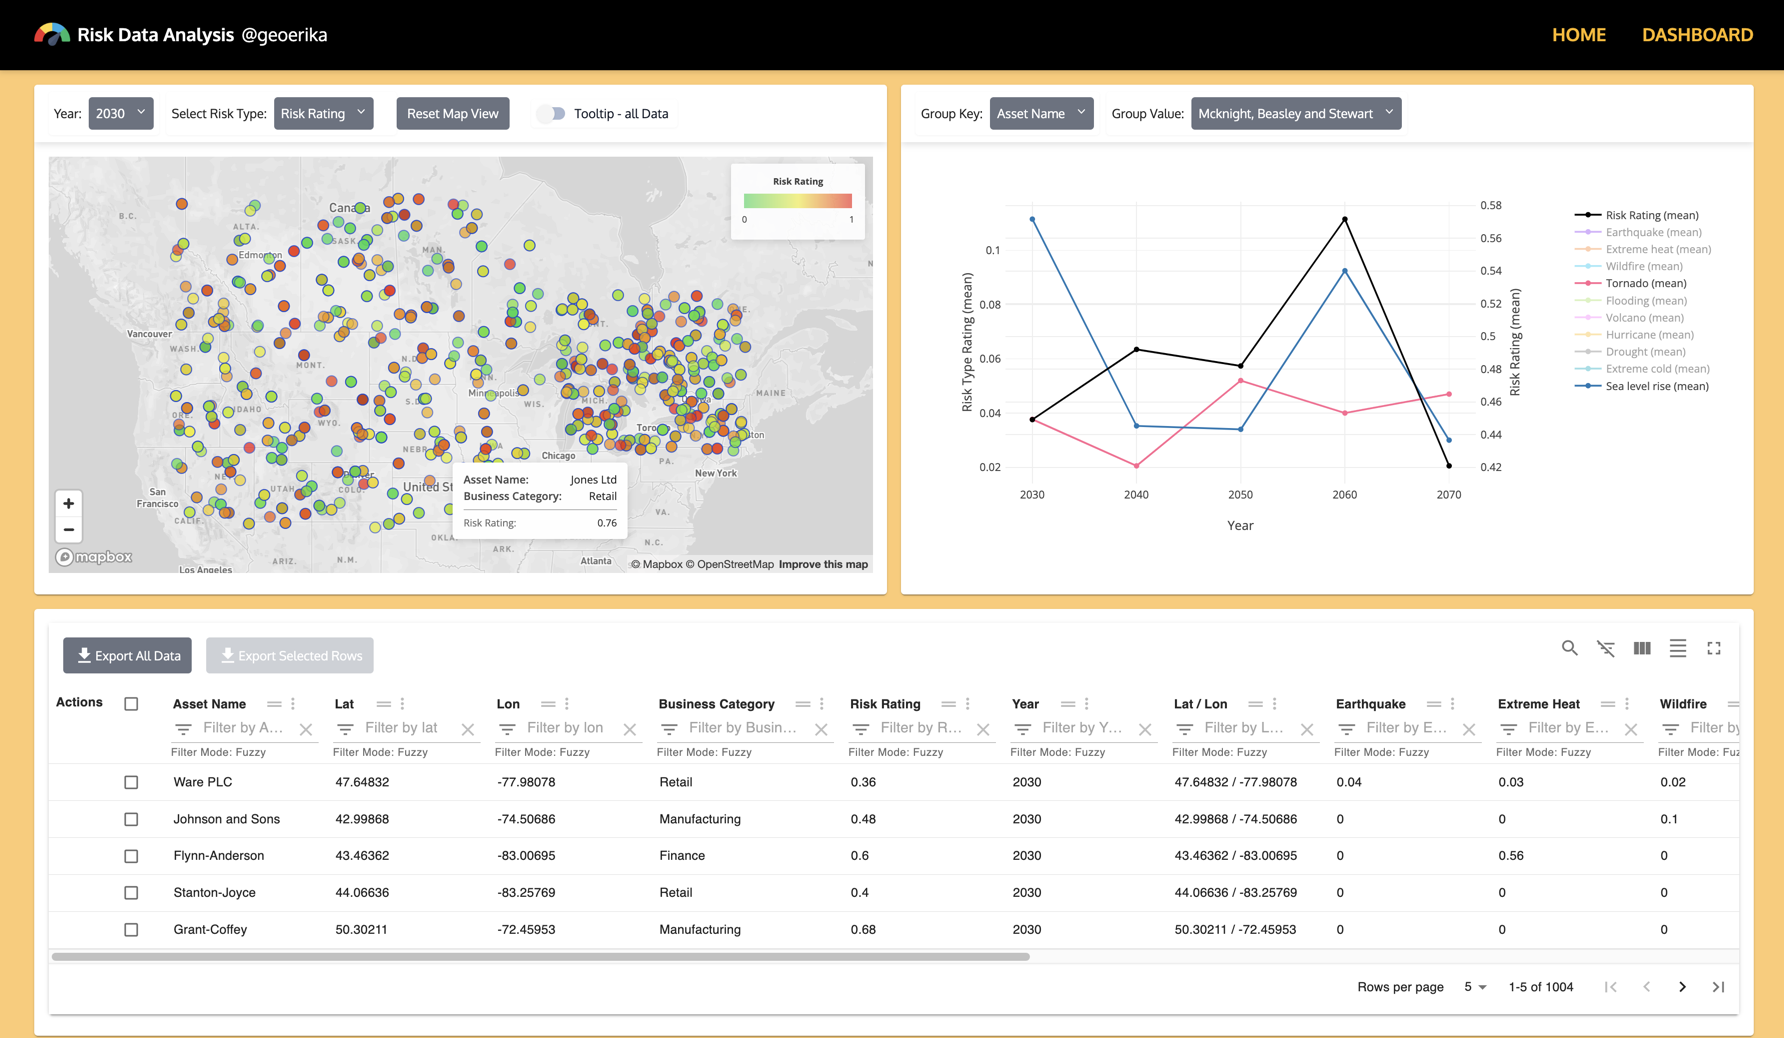 Risk Data Analysis @geoerika
HOME DASHBOARD
Year: 2030 Select Risk Type: Risk Rating Reset Map View Tooltip - all Data
Risk Rating
0 1
Canada
B.C.
ALTA.
SASK.
MAN.
Edmonton
Vancouver
WASH.
MONT.
N.D.
ONT.
Minneapolis
MAINE
ORE.
IDAHO
S.D.
WIS.
MICH.
WYO.
Chicago
PA.
New York
NEBR.
San Francisco
UTAH
COLO.
United St
CALIF.
VA.
OKLA.
ARK.
N.C.
ARIZ.
N.M.
Atlanta
Los Angeles
Asset Name: Jones Ltd
Business Category: Retail
Risk Rating: 0.76
+
−
mapbox
© Mapbox © OpenStreetMap Improve this map
Group Key: Asset Name Group Value: Mcknight, Beasley and Stewart
Risk Type Rating (mean)
0.1
0.08
0.06
0.04
0.02
0.58
0.56
0.54
0.52
0.5
0.48
0.46
0.44
0.42
Risk Rating (mean)
2030 2040 2050 2060 2070
Year
Risk Rating (mean)
Earthquake (mean)
Extreme heat (mean)
Wildfire (mean)
Tornado (mean)
Flooding (mean)
Volcano (mean)
Hurricane (mean)
Drought (mean)
Extreme cold (mean)
Sea level rise (mean)
Export All Data Export Selected Rows
Actions Asset Name Lat Lon Business Category Risk Rating Year Lat / Lon Earthquake Extreme Heat Wildfire
Filter by A... Filter by lat Filter by lon Filter by Busin... Filter by R... Filter by Y... Filter by L... Filter by E... Filter by E... Filter by
Filter Mode: Fuzzy Filter Mode: Fuzzy Filter Mode: Fuzzy Filter Mode: Fuzzy Filter Mode: Fuzzy Filter Mode: Fuzzy Filter Mode: Fuzzy Filter Mode: Fuzzy Filter Mode: Fuzzy Filter Mode: Fuz
Ware PLC 47.64832 -77.98078 Retail 0.36 2030 47.64832 / -77.98078 0.04 0.03 0.02
Johnson and Sons 42.99868 -74.50686 Manufacturing 0.48 2030 42.99868 / -74.50686 0 0 0.1
Flynn-Anderson 43.46362 -83.00695 Finance 0.6 2030 43.46362 / -83.00695 0 0.56 0
Stanton-Joyce 44.06636 -83.25769 Retail 0.4 2030 44.06636 / -83.25769 0 0 0
Grant-Coffey 50.30211 -72.45953 Manufacturing 0.68 2030 50.30211 / -72.45953 0 0 0
Rows per page 5 1-5 of 1004